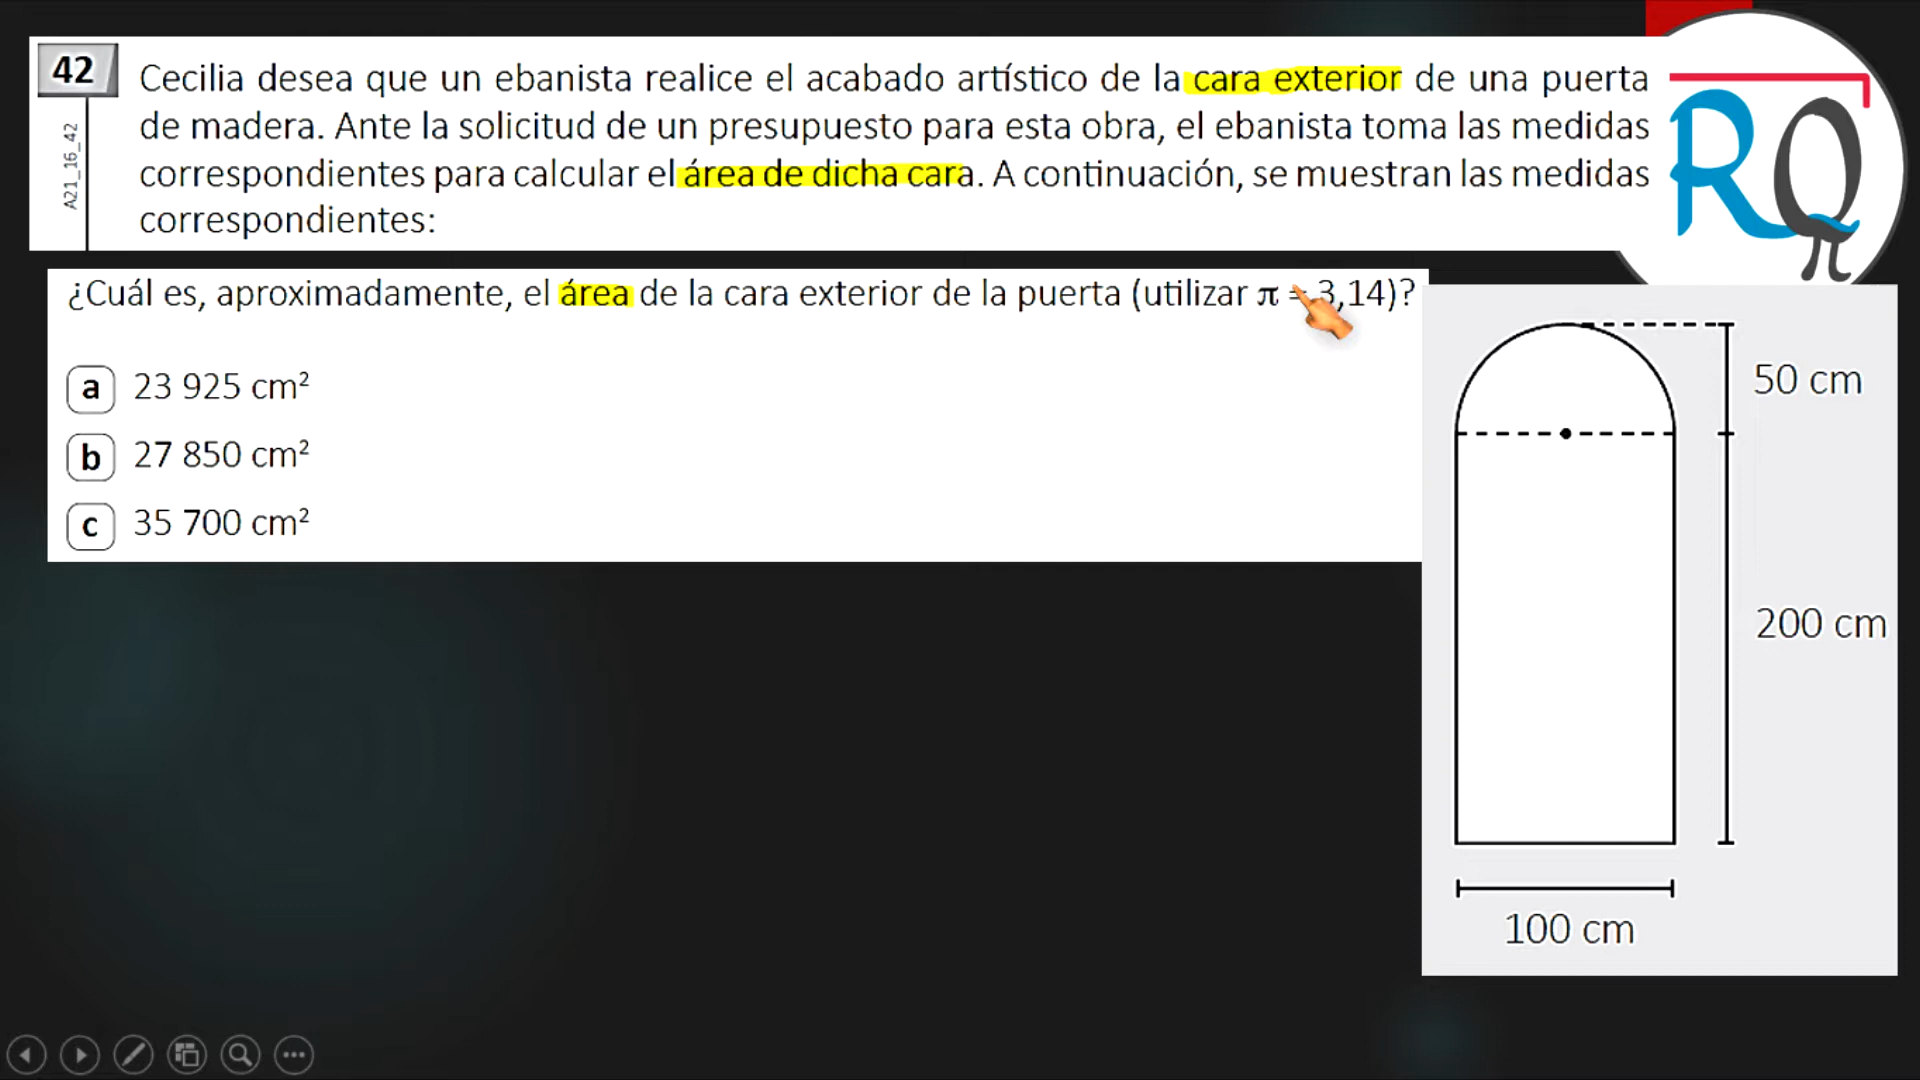 42
A21_16_42
Cecilia desea que un ebanista realice el acabado artístico de la cara exterior de una puerta
de madera. Ante la solicitud de un presupuesto para esta obra, el ebanista toma las medidas
correspondientes para calcular el área de dicha cara. A continuación, se muestran las medidas
correspondientes:
RQ
π
¿Cuál es, aproximadamente, el área de la cara exterior de la puerta (utilizar π = 3,14)?
a 23 925 cm²
b 27 850 cm²
c 35 700 cm²
50 cm
200 cm
100 cm